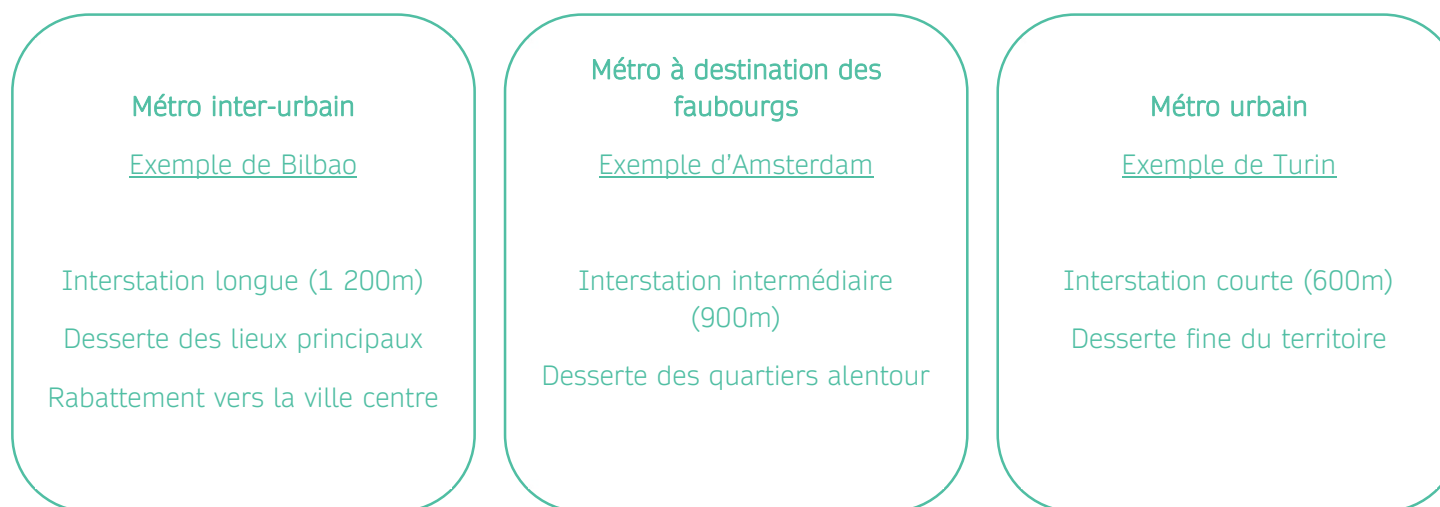 Métro inter-urbain
Exemple de Bilbao
Interstation longue (1 200m)
Desserte des lieux principaux
Rabattement vers la ville centre
Métro à destination des
faubourgs
Exemple d’Amsterdam
Interstation intermédiaire
(900m)
Desserte des quartiers alentour
Métro urbain
Exemple de Turin
Interstation courte (600m)
Desserte fine du territoire